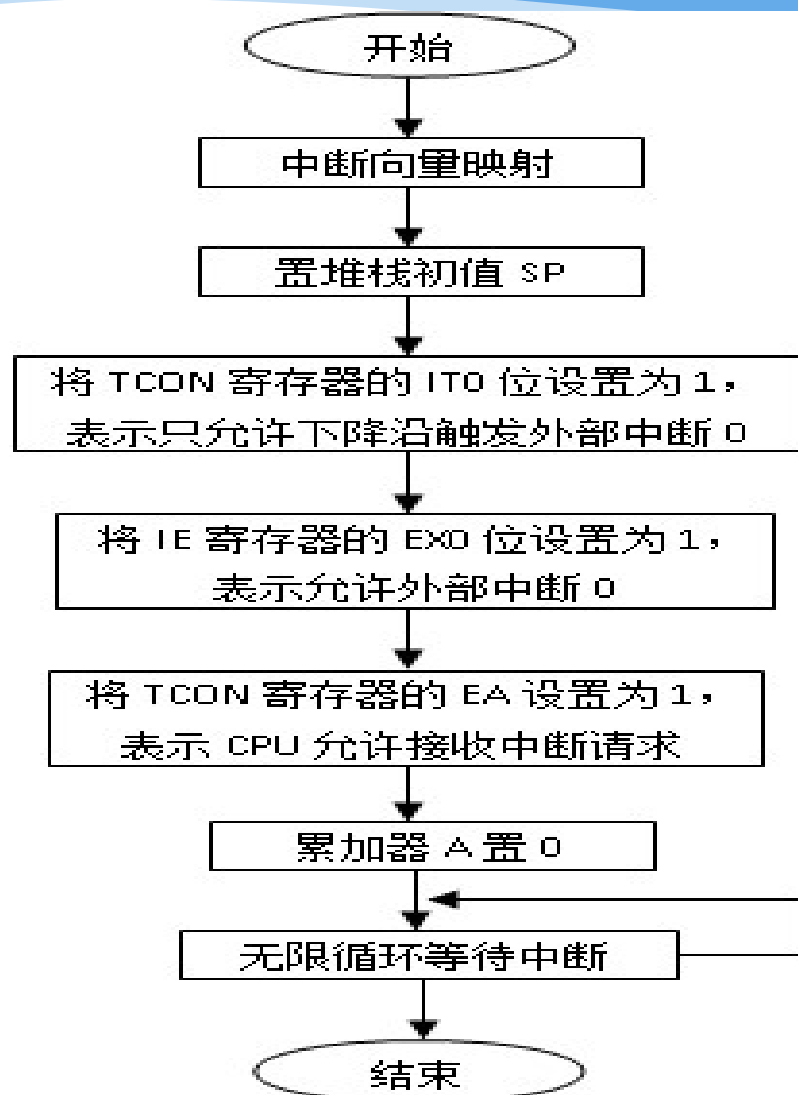 开始
中断向量映射
置堆栈初值 SP
将 TCON 寄存器的 IT0 位设置为 1，
表示只允许下降沿触发外部中断 0
将 IE 寄存器的 EX0 位设置为 1，
表示允许外部中断 0
将 TCON 寄存器的 EA 设置为 1，
表示 CPU 允许接收中断请求
累加器 A 置 0
无限循环等待中断
结束